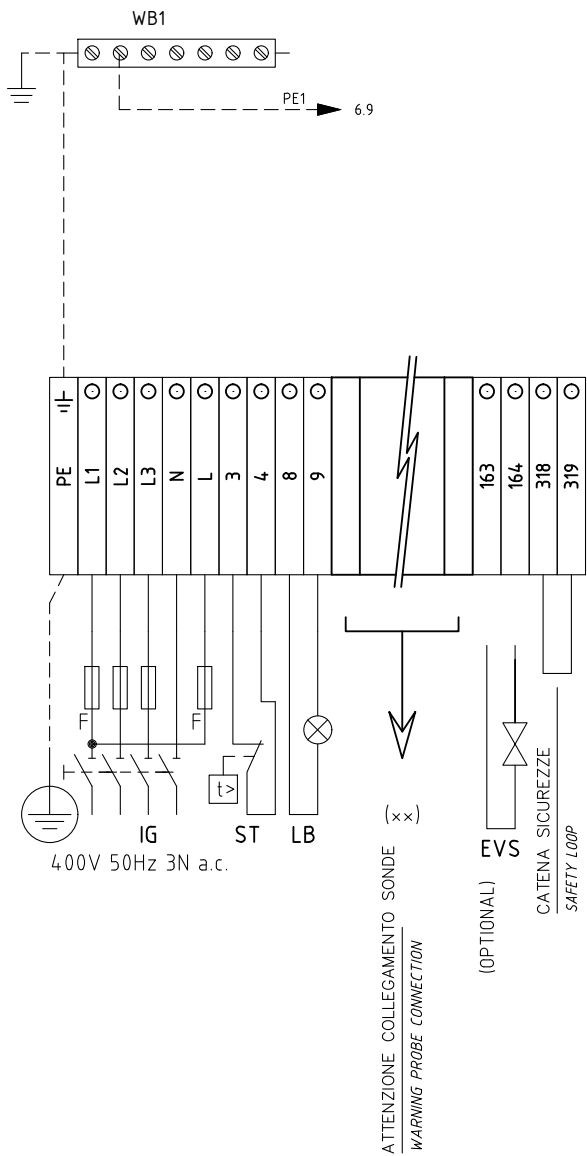 WB1
PE1
6.9
PE
L1
L2
L3
N
L
3
4
8
9
163
164
318
319
F
F
t>
IG
ST
LB
400V 50Hz 3N a.c.
(xx)
ATTENZIONE COLLEGAMENTO SONDE
WARNING PROBE CONNECTION
EVS
(OPTIONAL)
CATENA SICUREZZE
SAFETY LOOP